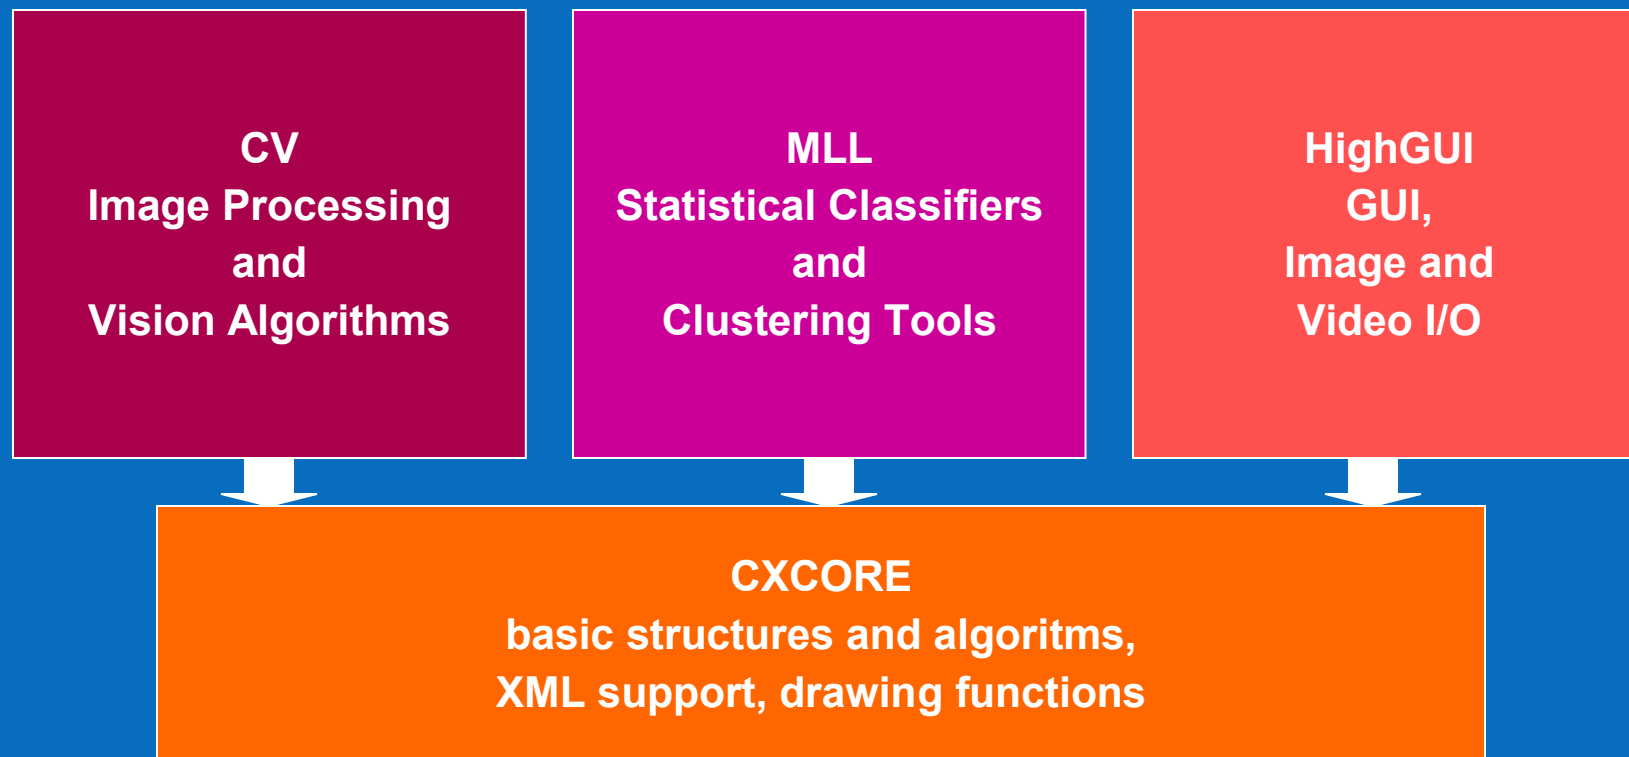 CV
Image Processing
and
Vision Algorithms
MLL
Statistical Classifiers
and
Clustering Tools
HighGUI
GUI,
Image and
Video I/O
CXCORE
basic structures and algoritms,
XML support, drawing functions